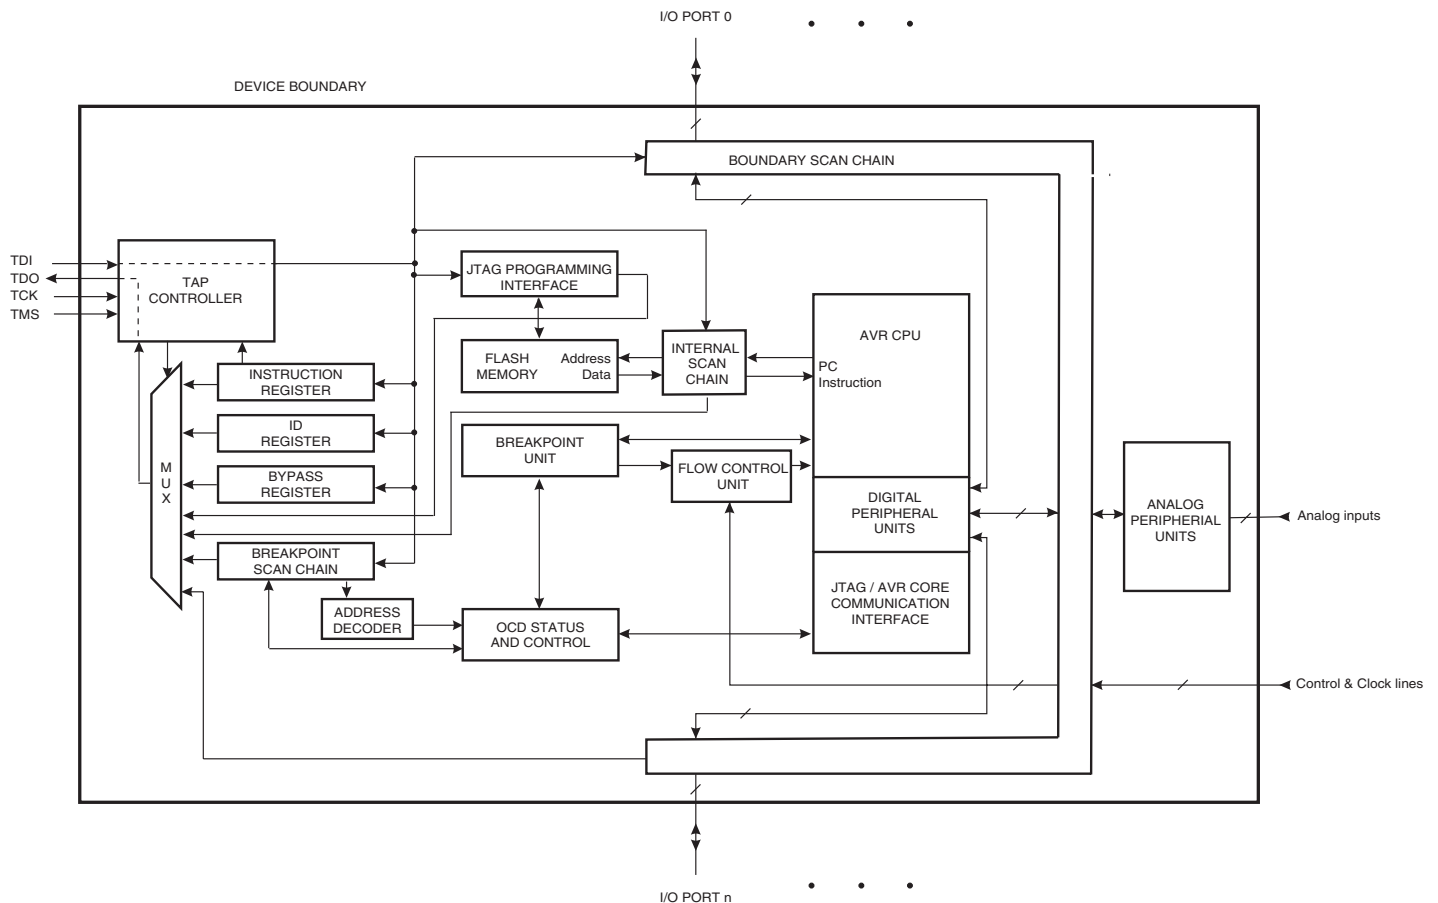 I/O PORT 0
DEVICE BOUNDARY
BOUNDARY SCAN CHAIN
TDI
TDO
TCK
TMS
TAP
CONTROLLER
JTAG PROGRAMMING
INTERFACE
AVR CPU
INTERNAL
SCAN
CHAIN
FLASH
MEMORY
Address
Data
PC
Instruction
INSTRUCTION
REGISTER
ID
REGISTER
BREAKPOINT
UNIT
FLOW CONTROL
UNIT
M
U
X
BYPASS
REGISTER
DIGITAL
PERIPHERAL
UNITS
ANALOG
PERIPHERIAL
UNITS
Analog inputs
BREAKPOINT
SCAN CHAIN
JTAG / AVR CORE
COMMUNICATION
INTERFACE
ADDRESS
DECODER
OCD STATUS
AND CONTROL
Control & Clock lines
I/O PORT n